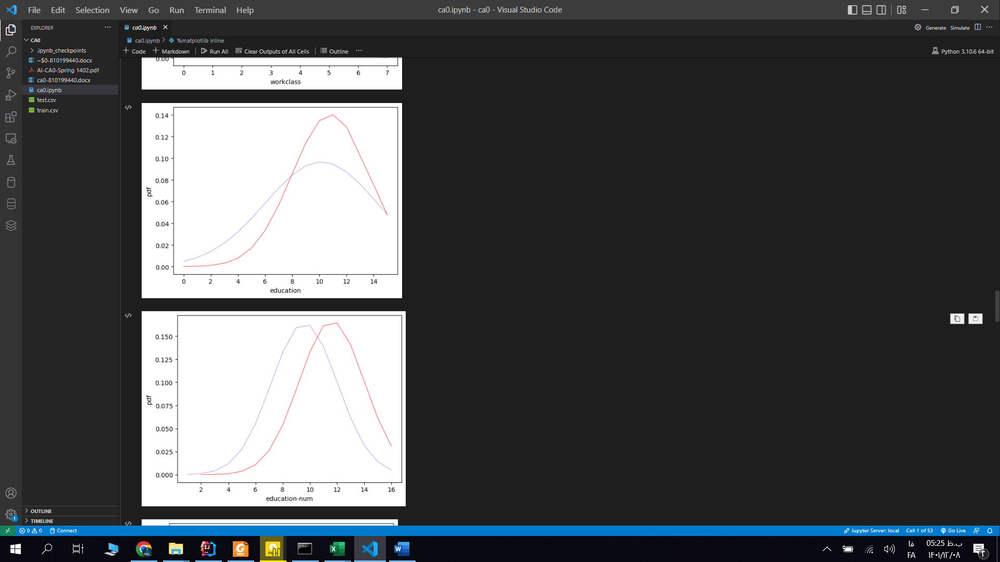 File Edit Selection View Go Run Terminal Help
ca0.ipynb - ca0 - Visual Studio Code
EXPLORER
CA0
.ipynb_checkpoints
~$0-810199440.docx
AI-CA0-Spring 1402.pdf
ca0-810199440.docx
ca0.ipynb
test.csv
train.csv
OUTLINE
TIMELINE
ca0.ipynb
Generate Simulate
ca0.ipynb > %matplotlib inline
+ Code + Markdown Run All Clear Outputs of All Cells Outline ...
Python 3.10.6 64-bit
0.00
0 1 2 3 4 5 6 7
workclass
0.14
0.12
0.10
0.08
0.06
0.04
0.02
0.00
pdf
0 2 4 6 8 10 12 14
education
0.150
0.125
0.100
0.075
0.050
0.025
0.000
pdf
2 4 6 8 10 12 14 16
education-num
1
0 0 Connect
Jupyter Server: local Cell 1 of 53 Go Live
IJ PDF X W
فا
FA
05:25 ب.ظ
۱۴۰۱/۱۲/۰۸
۲